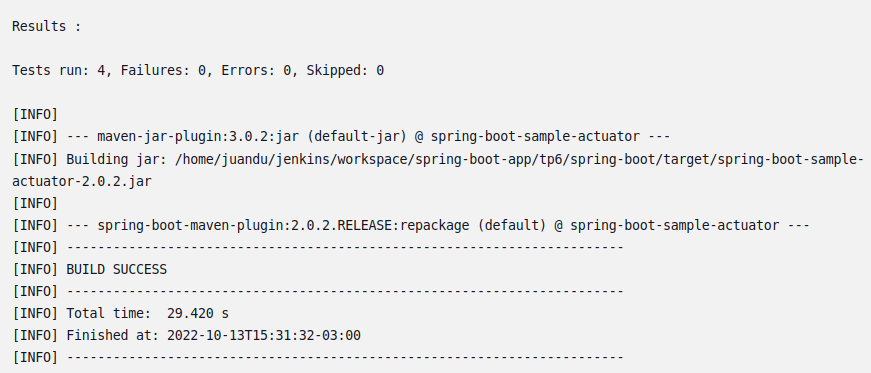 Results :
Tests run: 4, Failures: 0, Errors: 0, Skipped: 0
[INFO]
[INFO] --- maven-jar-plugin:3.0.2:jar (default-jar) @ spring-boot-sample-actuator ---
[INFO] Building jar: /home/juandu/jenkins/workspace/spring-boot-app/tp6/spring-boot/target/spring-boot-sample-
actuator-2.0.2.jar
[INFO]
[INFO] --- spring-boot-maven-plugin:2.0.2.RELEASE:repackage (default) @ spring-boot-sample-actuator ---
[INFO] ------------------------------------------------------------------------
[INFO] BUILD SUCCESS
[INFO] ------------------------------------------------------------------------
[INFO] Total time:  29.420 s
[INFO] Finished at: 2022-10-13T15:31:32-03:00
[INFO] ------------------------------------------------------------------------